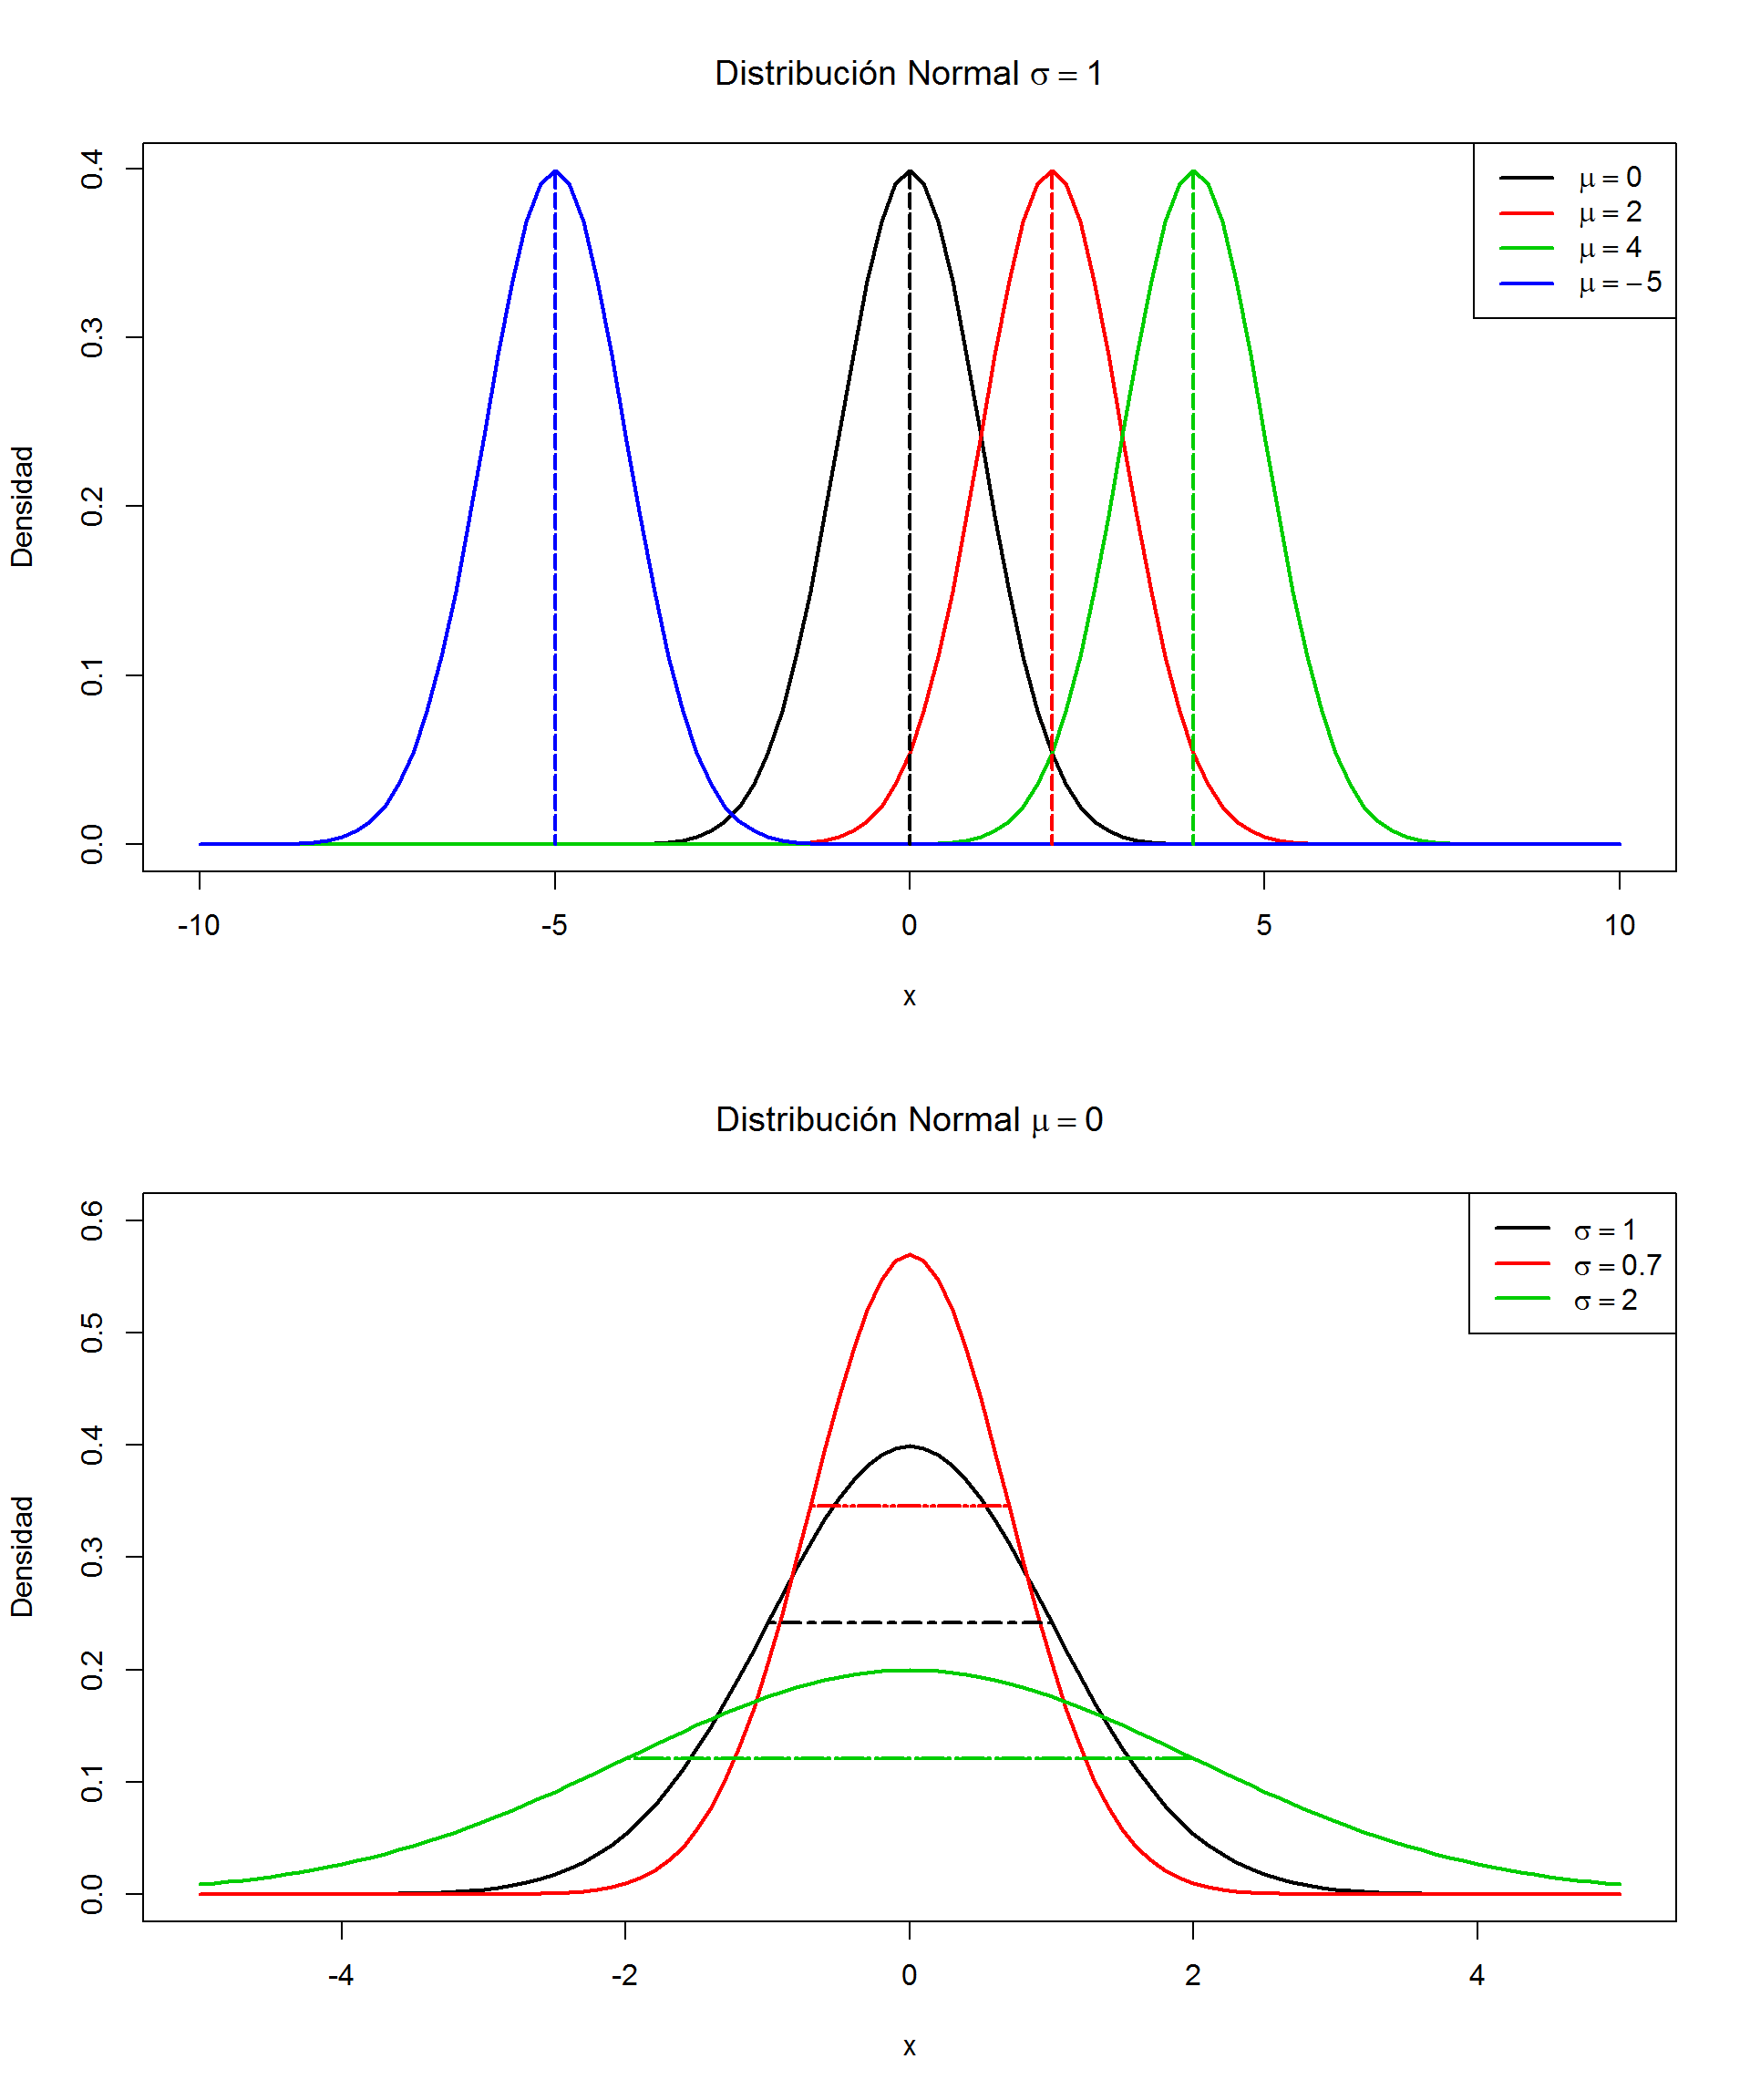 Distribución Normal σ = 1
Densidad
0.4
0.3
0.2
0.1
0.0
μ = 0
μ = 2
μ = 4
μ = − 5
-10 -5 0 5 10
x
Distribución Normal μ = 0
Densidad
0.6
0.5
0.4
0.3
0.2
0.1
0.0
σ = 1
σ = 0.7
σ = 2
-4 -2 0 2 4
x